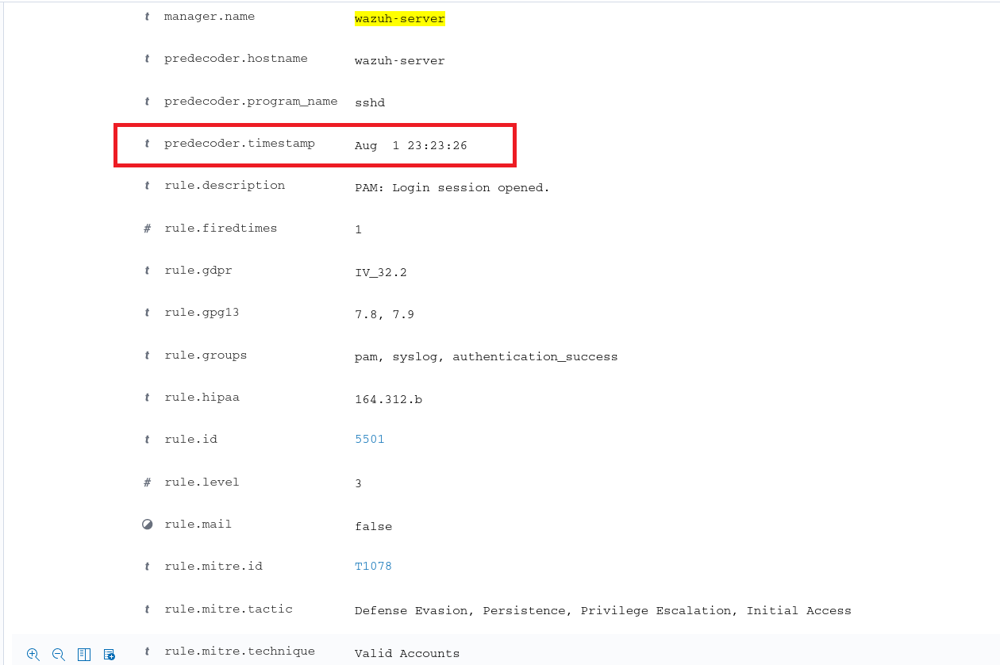 t manager.name wazuh-server
t predecoder.hostname wazuh-server
t predecoder.program_name sshd
t predecoder.timestamp Aug  1 23:23:26
t rule.description PAM: Login session opened.
# rule.firedtimes 1
t rule.gdpr IV_32.2
t rule.gpg13 7.8, 7.9
t rule.groups pam, syslog, authentication_success
t rule.hipaa 164.312.b
t rule.id 5501
# rule.level 3
rule.mail false
t rule.mitre.id T1078
t rule.mitre.tactic Defense Evasion, Persistence, Privilege Escalation, Initial Access
t rule.mitre.technique Valid Accounts